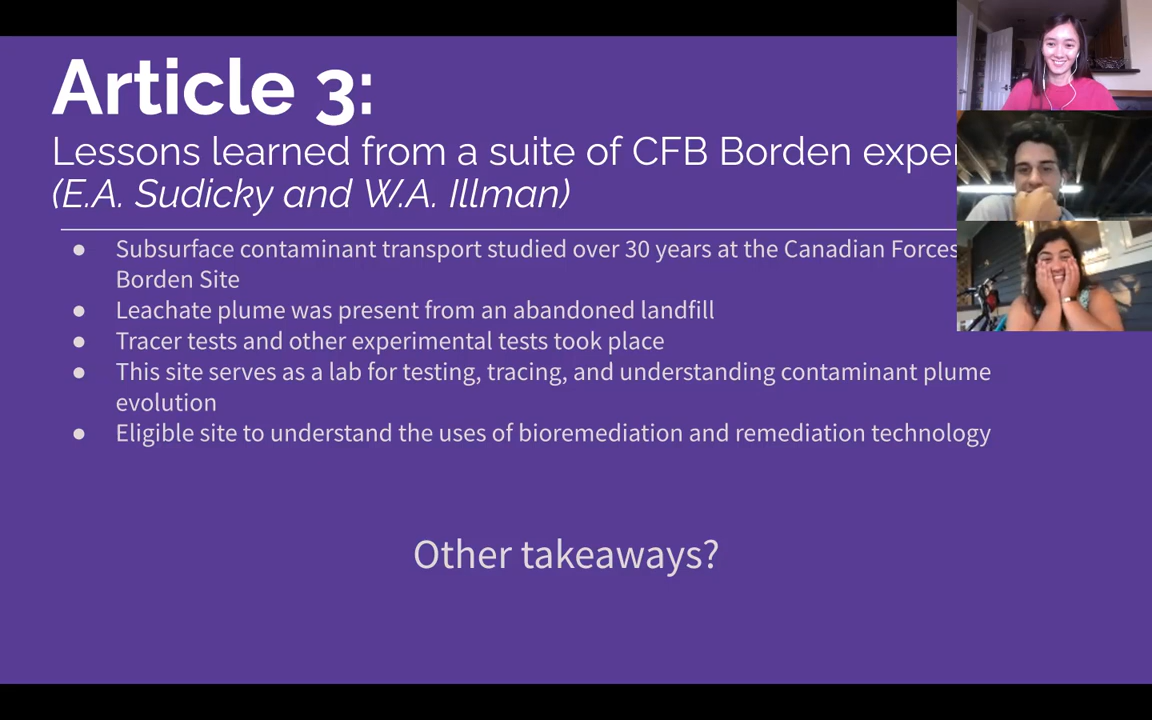 Article 3:
Lessons learned from a suite of CFB Borden
(E.A. Sudicky and W.A. Illman)
● Subsurface contaminant transport studied over 30 years at the Canadian Forces
Borden Site
● Leachate plume was present from an abandoned landfill
● Tracer tests and other experimental tests took place
● This site serves as a lab for testing, tracing, and understanding contaminant plume
evolution
● Eligible site to understand the uses of bioremediation and remediation technology
Other takeaways?